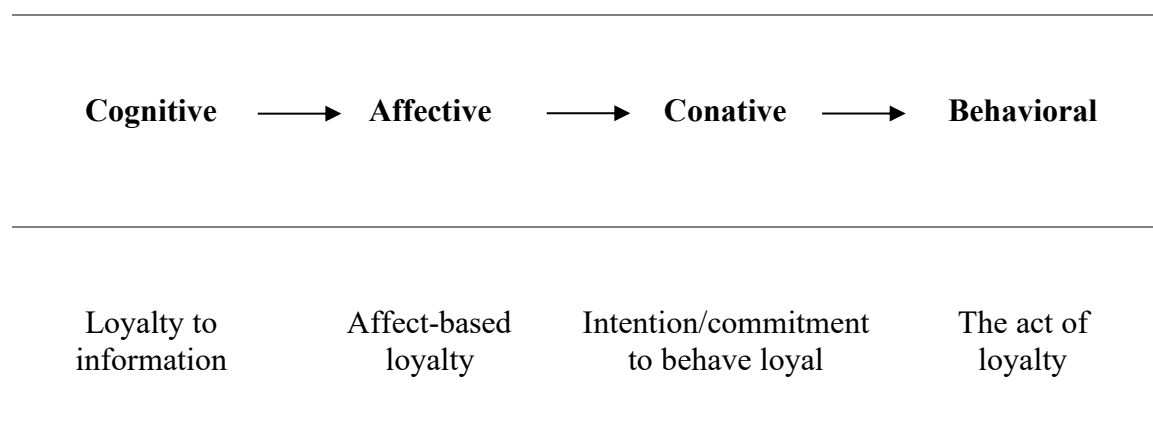 Cognitive Affective Conative Behavioral
Loyalty to Affect-based Intention/commitment The act of
information loyalty to behave loyal loyalty